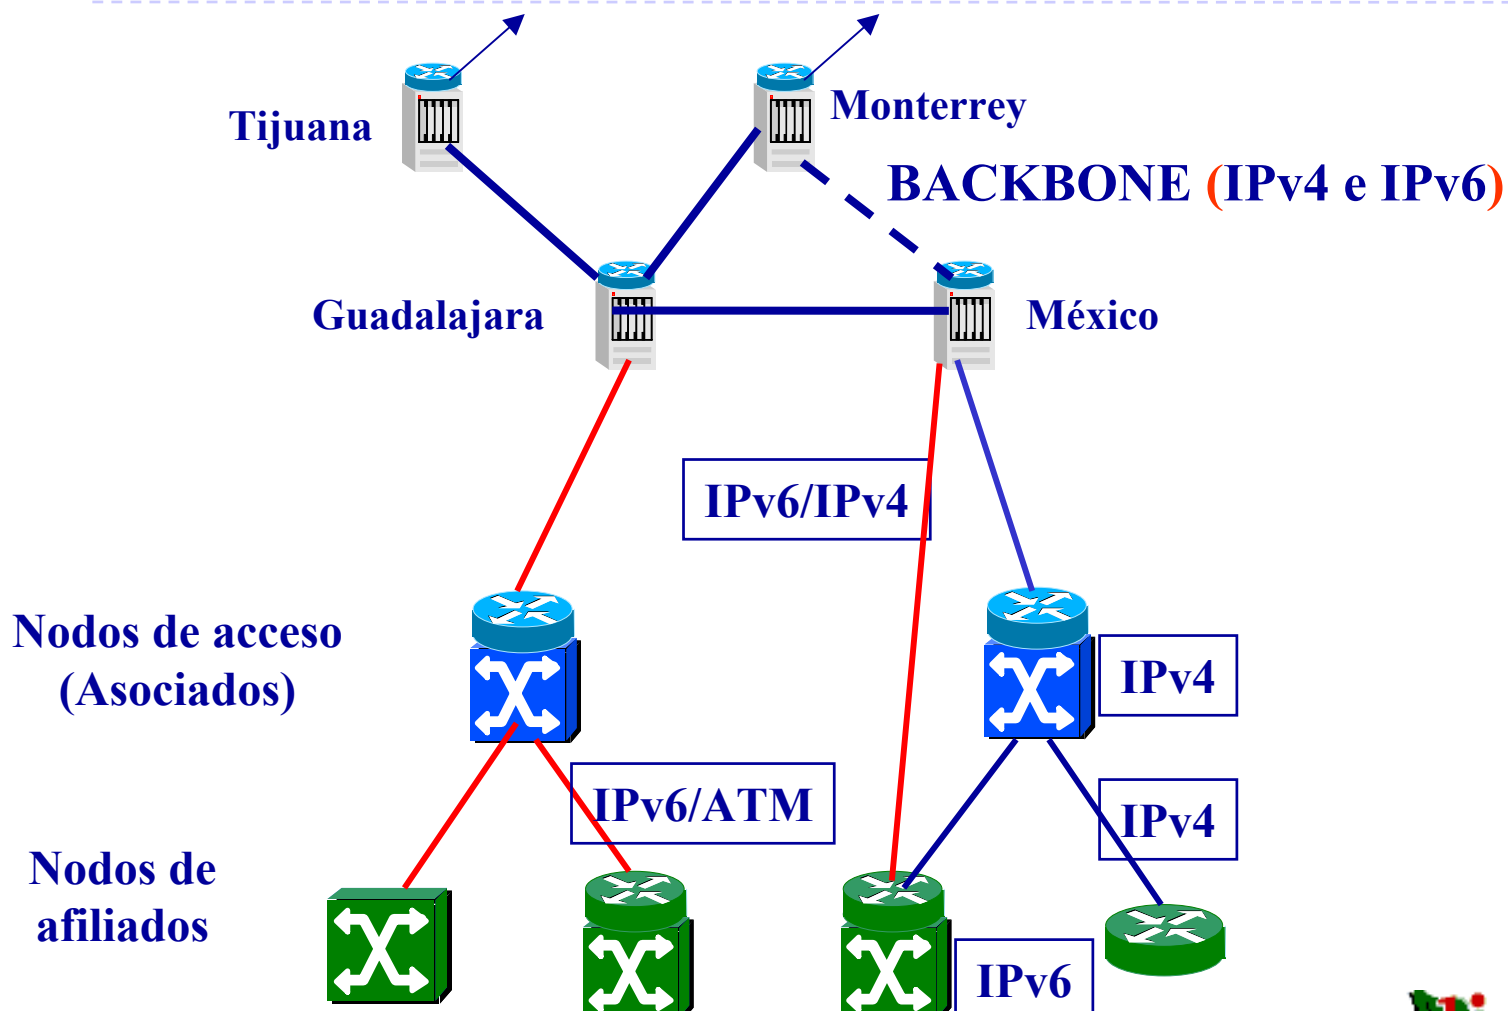 Tijuana
Monterrey
BACKBONE (IPv4 e IPv6)
Guadalajara
México
IPv6/IPv4
Nodos de acceso
(Asociados)
IPv4
IPv6/ATM
IPv4
Nodos de
afiliados
IPv6